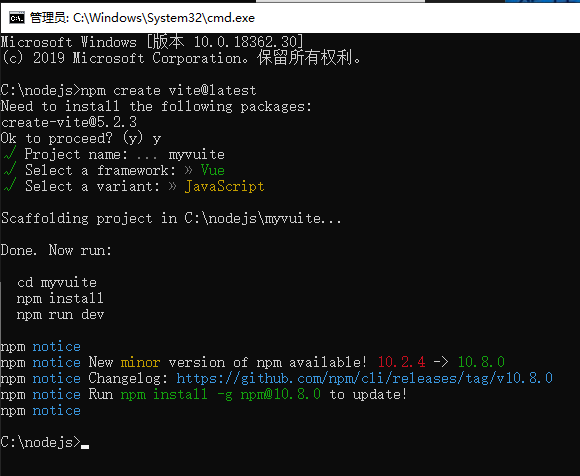 管理员: C:\Windows\System32\cmd.exe
Microsoft Windows [版本 10.0.18362.30]
(c) 2019 Microsoft Corporation。保留所有权利。
C:\nodejs>npm create vite@latest
Need to install the following packages:
create-vite@5.2.3
Ok to proceed? (y) y
√ Project name: ... myvuite
√ Select a framework: » Vue
√ Select a variant: » JavaScript
Scaffolding project in C:\nodejs\myvuite...
Done. Now run:
cd myvuite
npm install
npm run dev
npm notice
npm notice New minor version of npm available! 10.2.4 -> 10.8.0
npm notice Changelog: https://github.com/npm/cli/releases/tag/v10.8.0
npm notice Run npm install -g npm@10.8.0 to update!
npm notice
C:\nodejs>